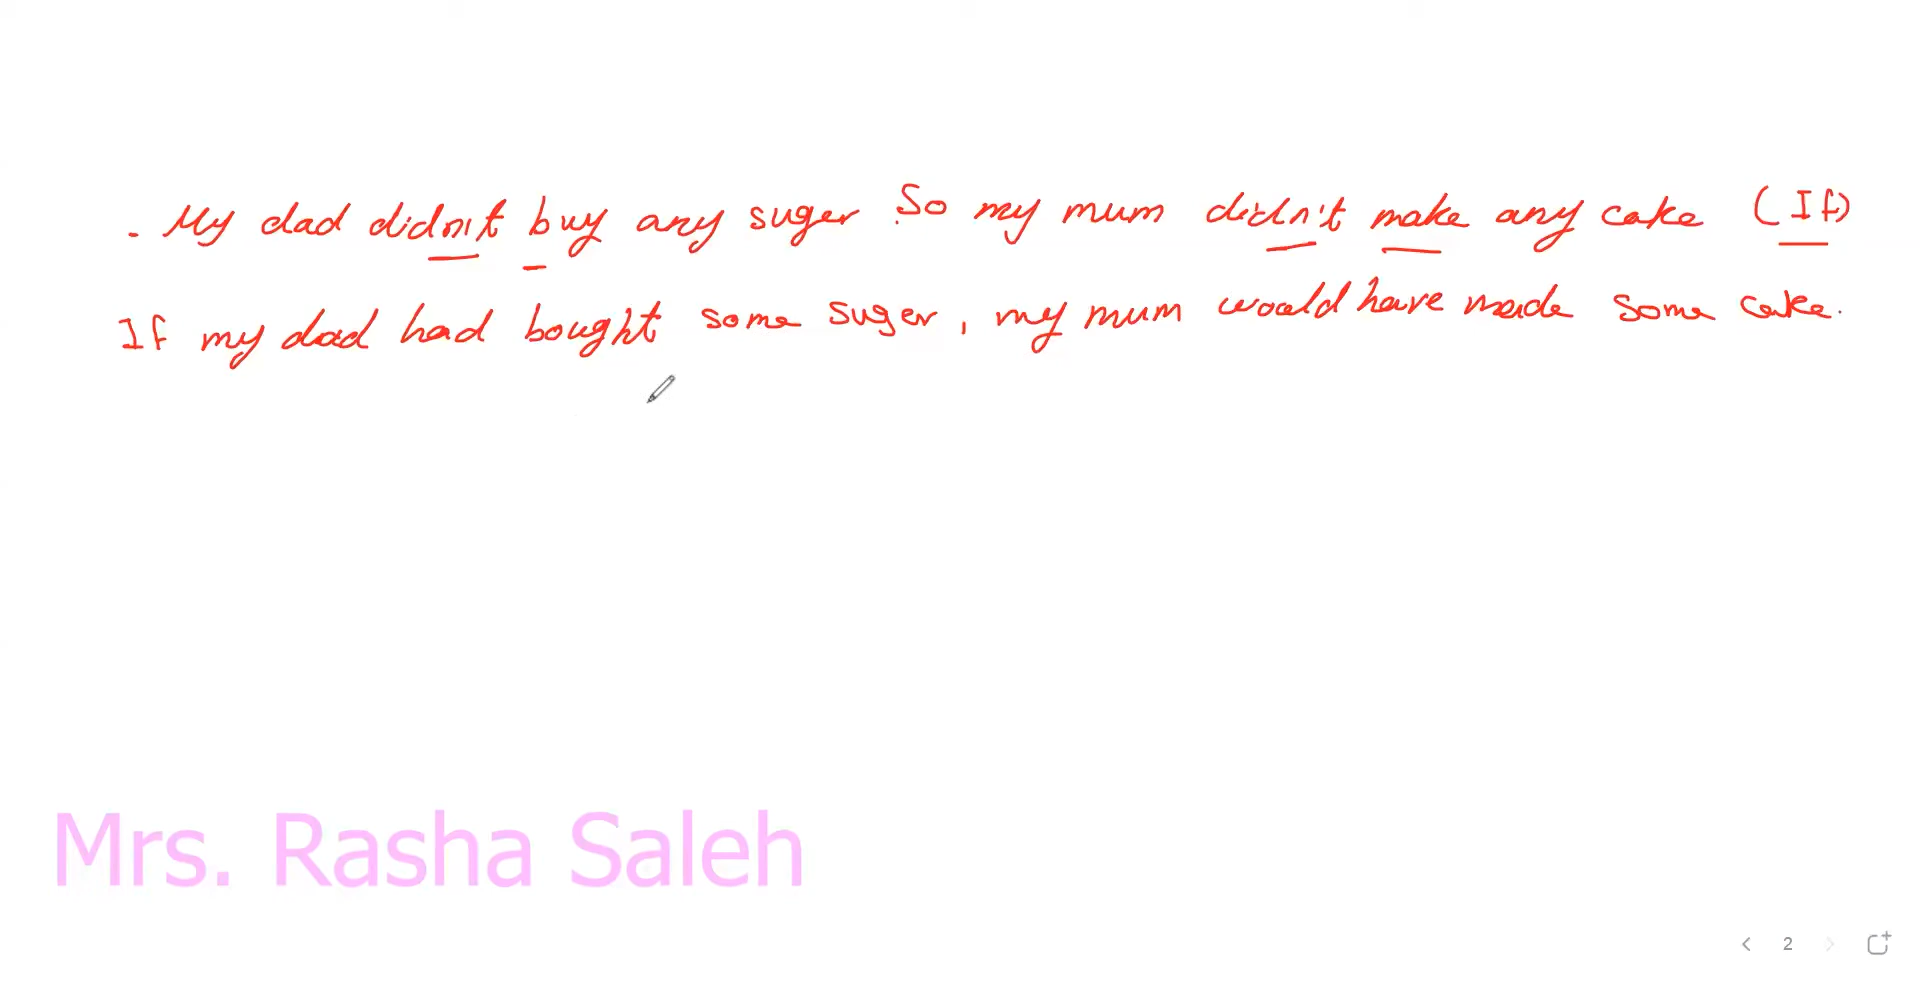 . My dad didn't buy any suger. So my mum didn't make any cake (If)
If my dad had bought some suger, my mum would have made some cake.
Mrs. Rasha Saleh
2